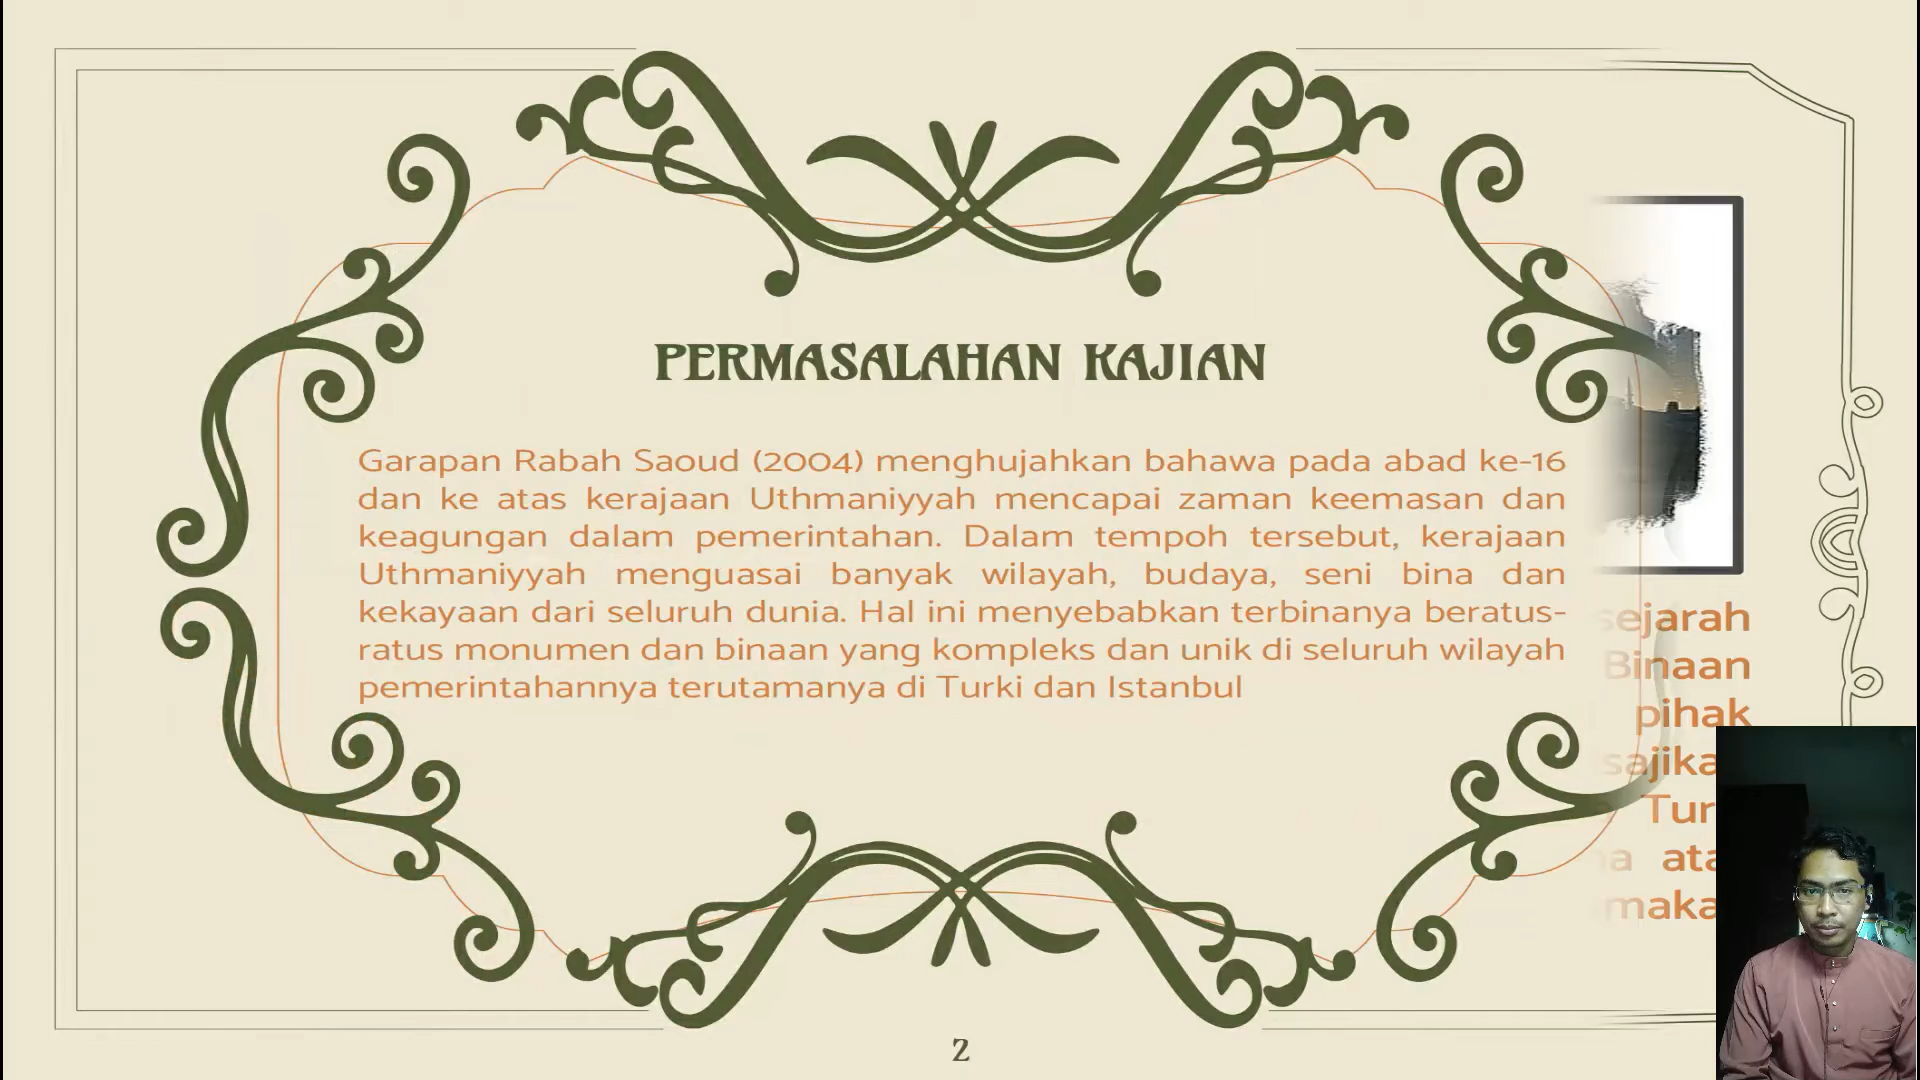 PERMASALAHAN KAJIAN
Garapan Rabah Saoud (2004) menghujahkan bahawa pada abad ke-16
dan ke atas kerajaan Uthmaniyyah mencapai zaman keemasan dan
keagungan dalam pemerintahan. Dalam tempoh tersebut, kerajaan
Uthmaniyyah menguasai banyak wilayah, budaya, seni bina dan
kekayaan dari seluruh dunia. Hal ini menyebabkan terbinanya beratus-
ratus monumen dan binaan yang kompleks dan unik di seluruh wilayah
pemerintahannya terutamanya di Turki dan Istanbul
sejarah
Binaan
pihak
2